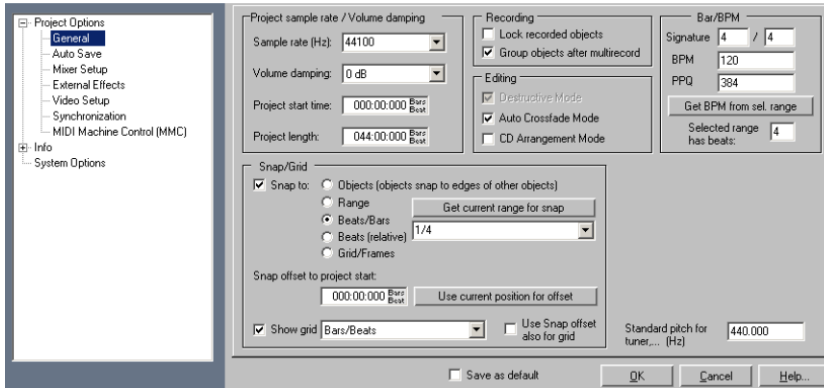 Project Options
General
Auto Save
Mixer Setup
External Effects
Video Setup
Synchronization
MIDI Machine Control (MMC)
Info
System Options
Project sample rate / Volume damping
Sample rate (Hz): 44100
Volume damping: 0 dB
Project start time: 000:00:000 Bars Beat
Project length: 044:00:000 Bars Beat
Recording
Lock recorded objects
Group objects after multirecord
Editing
Destructive Mode
Auto Crossfade Mode
CD Arrangement Mode
Bar/BPM
Signature 4 / 4
BPM 120
PPQ 384
Get BPM from sel. range
Selected range
has beats: 4
Snap/Grid
Snap to: Objects (objects snap to edges of other objects)
Range
Get current range for snap
Beats/Bars
1/4
Beats (relative)
Grid/Frames
Snap offset to project start:
000:00:000 Bars Beat
Use current position for offset
Show grid Bars/Beats
Use Snap offset
also for grid
Standard pitch for
tuner,... (Hz)
440.000
Save as default
OK
Cancel
Help...